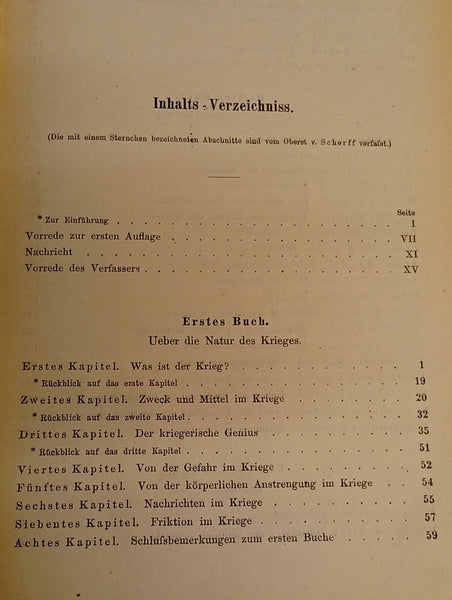 Inhalts-Verzeichniss.
(Die mit einem Sternchen bezeichneten Abschnitte sind vom Oberst v. Scherff verfaſst.)
Seite
* Zur Einführung . . . . . . . . . . . . . . . . I
Vorrede zur ersten Auflage . . . . . . . . . . . . . . VII
Nachricht . . . . . . . . . . . . . . . . . . . XI
Vorrede des Verfassers . . . . . . . . . . . . . . . XV
Erstes Buch.
Ueber die Natur des Krieges.
Erstes Kapitel. Was ist der Krieg? . . . . . . . . . . 1
* Rückblick auf das erste Kapitel . . . . . . . . . . . . 19
Zweites Kapitel. Zweck und Mittel im Kriege . . . . . . . 20
* Rückblick auf das zweite Kapitel . . . . . . . . . . . . 32
Drittes Kapitel. Der kriegerische Genius . . . . . . . . 35
* Rückblick auf das dritte Kapitel . . . . . . . . . . . . 51
Viertes Kapitel. Von der Gefahr im Kriege . . . . . . . 52
Fünftes Kapitel. Von der körperlichen Anstrengung im Kriege . . 54
Sechstes Kapitel. Nachrichten im Kriege . . . . . . . . 55
Siebentes Kapitel. Friktion im Kriege . . . . . . . . . 57
Achtes Kapitel. Schluſsbemerkungen zum ersten Buche . . . . . 59